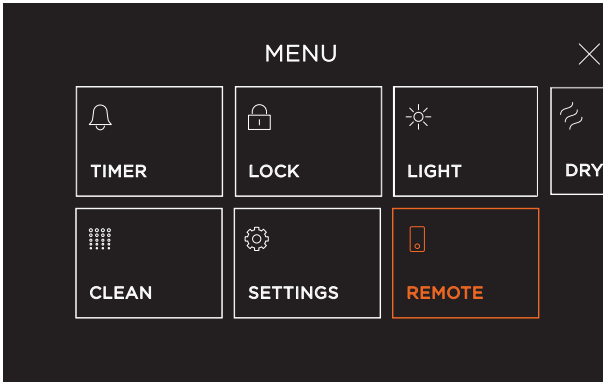 MENU
TIMER
LOCK
LIGHT
DRY
CLEAN
SETTINGS
REMOTE